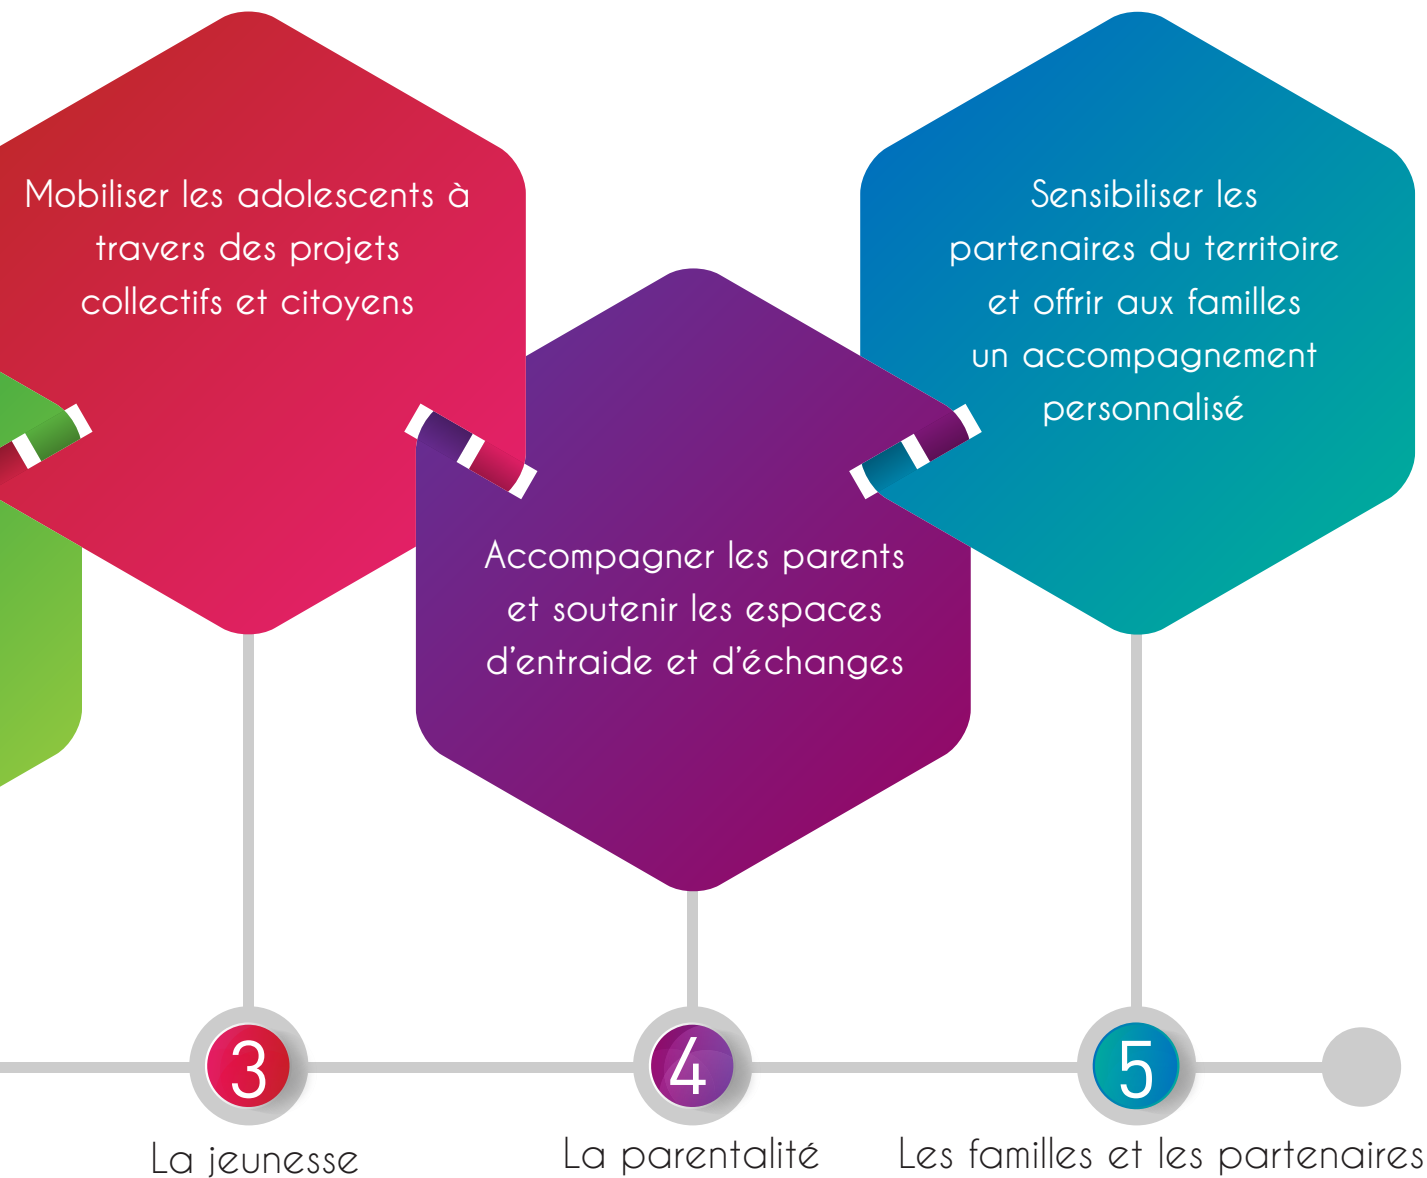 Mobiliser les adolescents à
travers des projets
collectifs et citoyens
Accompagner les parents
et soutenir les espaces
d'entraide et d'échanges
Sensibiliser les
partenaires du territoire
et offrir aux familles
un accompagnement
personnalisé
3
La jeunesse
4
La parentalité
5
Les familles et les partenaires